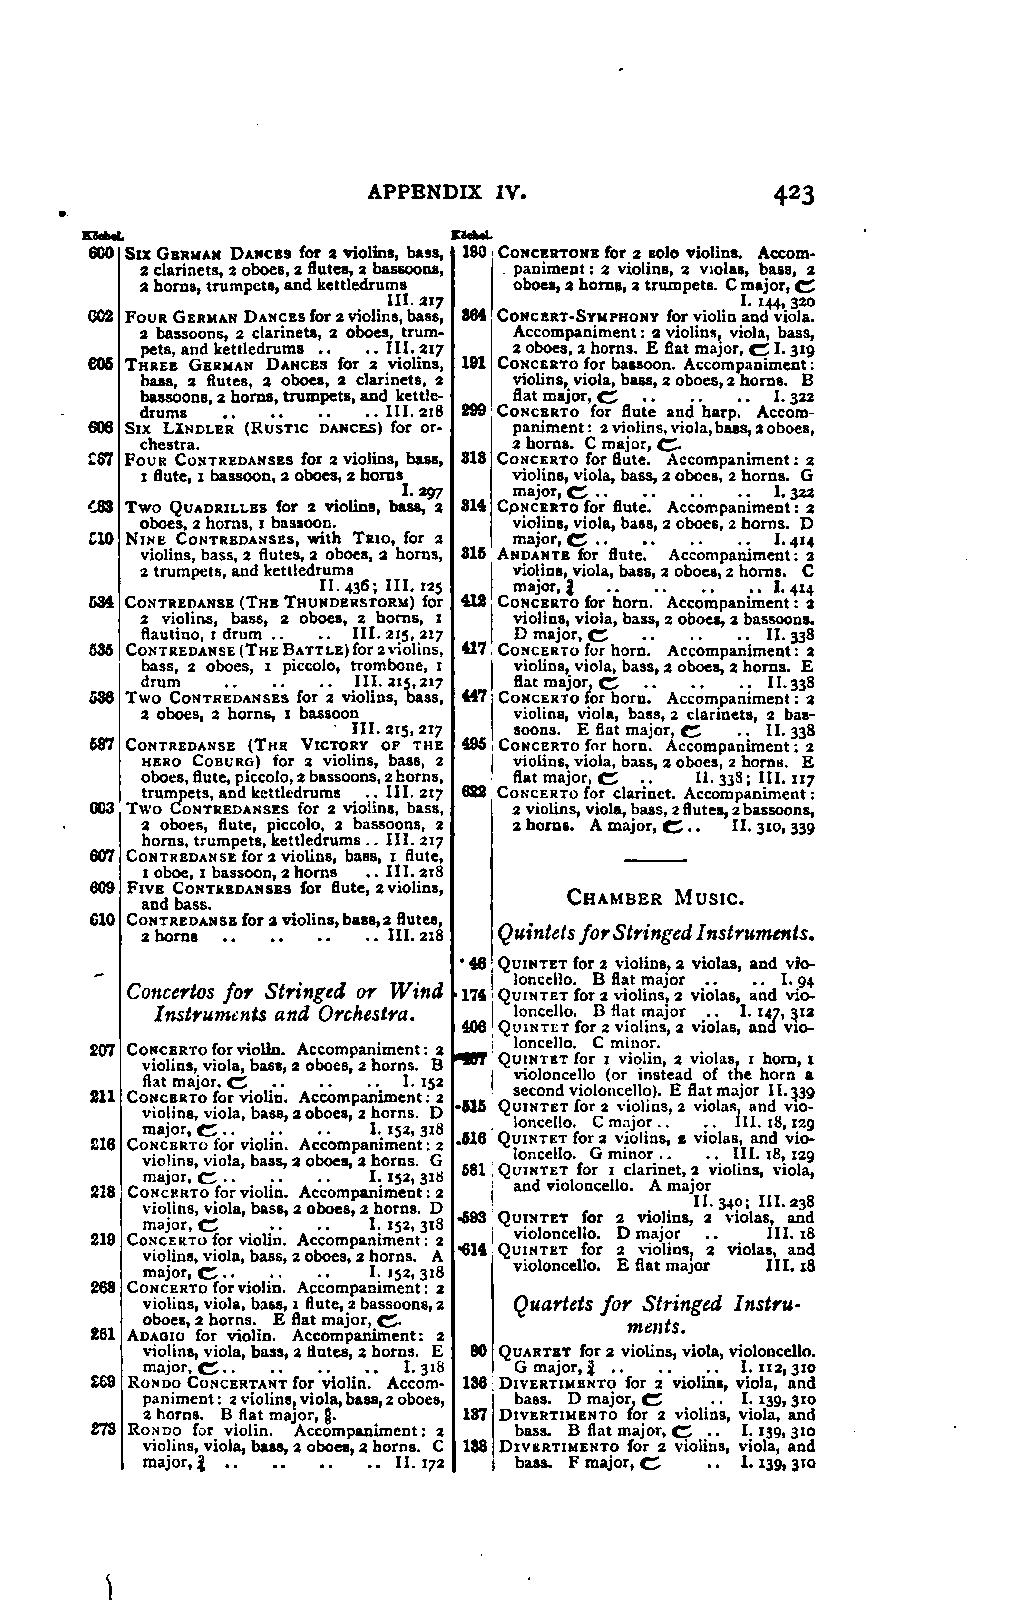 APPENDIX IV. 423
Köchel.
600 SIX GERMAN DANCES for 2 violins, bass,
2 clarinets, 2 oboes, 2 flutes, 2 bassoons,
2 horns, trumpets, and kettledrums
III. 217
602 FOUR GERMAN DANCES for 2 violins, bass,
2 bassoons, 2 clarinets, 2 oboes, trum-
pets, and kettledrums .. .. III. 217
605 THREE GERMAN DANCES for 2 violins,
bass, 2 flutes, 2 oboes, 2 clarinets, 2
bassoons, 2 horns, trumpets, and kettle-
drums .. .. .. .. III. 218
606 SIX LÄNDLER (RUSTIC DANCES) for or-
chestra.
267 FOUR CONTREDANSES for 2 violins, bass,
1 flute, 1 bassoon, 2 oboes, 2 horns
I. 297
463 TWO QUADRILLES for 2 violins, bass, 2
oboes, 2 horns, 1 bassoon.
510 NINE CONTREDANSES, with TRIO, for 2
violins, bass, 2 flutes, 2 oboes, 2 horns,
2 trumpets, and kettledrums
II. 436; III. 125
534 CONTREDANSE (THE THUNDERSTORM) for
2 violins, bass, 2 oboes, 2 horns, 1
flautino, 1 drum .. .. III. 215, 217
535 CONTREDANSE (THE BATTLE) for 2 violins,
bass, 2 oboes, 1 piccolo, trombone, 1
drum .. .. .. III. 215, 217
536 TWO CONTREDANSES for 2 violins, bass,
2 oboes, 2 horns, 1 bassoon
III. 215, 217
587 CONTREDANSE (THE VICTORY OF THE
HERO COBURG) for 2 violins, bass, 2
oboes, flute, piccolo, 2 bassoons, 2 horns,
trumpets, and kettledrums .. III. 217
603 TWO CONTREDANSES for 2 violins, bass,
2 oboes, flute, piccolo, 2 bassoons, 2
horns, trumpets, kettledrums .. III. 217
607 CONTREDANSE for 2 violins, bass, 1 flute,
1 oboe, 1 bassoon, 2 horns .. III. 218
609 FIVE CONTREDANSES for flute, 2 violins,
and bass.
610 CONTREDANSE for 2 violins, bass, 2 flutes,
2 horns .. .. .. .. III. 218
Concertos for Stringed or Wind
Instruments and Orchestra.
207 CONCERTO for violin. Accompaniment: 2
violins, viola, bass, 2 oboes, 2 horns. B
flat major, C .. .. .. I. 152
211 CONCERTO for violin. Accompaniment: 2
violins, viola, bass, 2 oboes, 2 horns. D
major, C .. .. .. I. 152, 318
216 CONCERTO for violin. Accompaniment: 2
violins, viola, bass, 2 oboes, 2 horns. G
major, C .. .. .. I. 152, 318
218 CONCERTO for violin. Accompaniment: 2
violins, viola, bass, 2 oboes, 2 horns. D
major, C .. .. I. 152, 318
219 CONCERTO for violin. Accompaniment: 2
violins, viola, bass, 2 oboes, 2 horns. A
major, C .. .. .. I. 152, 318
268 CONCERTO for violin. Accompaniment: 2
violins, viola, bass, 1 flute, 2 bassoons, 2
oboes, 2 horns. E flat major, C.
261 ADAGIO for violin. Accompaniment: 2
violins, viola, bass, 2 flutes, 2 horns. E
major, C .. .. .. .. I. 318
269 RONDO CONCERTANT for violin. Accom-
paniment: 2 violins, viola, bass, 2 oboes,
2 horns. B flat major,
273 RONDO for violin. Accompaniment: 2
violins, viola, bass, 2 oboes, 2 horns. C
major, .. .. .. .. II. 172
Köchel.
190 CONCERTONE for 2 solo violins. Accom-
paniment: 2 violins, 2 violas, bass, 2
oboes, 2 horns, 2 trumpets. C major, C
I. 144, 320
364 CONCERT-SYMPHONY for violin and viola.
Accompaniment: 2 violins, viola, bass,
2 oboes, 2 horns. E flat major, C I. 319
191 CONCERTO for bassoon. Accompaniment:
violins, viola, bass, 2 oboes, 2 horns. B
flat major, C .. .. .. I. 322
299 CONCERTO for flute and harp. Accom-
paniment: 2 violins, viola, bass, 2 oboes,
2 horns. C major, C.
313 CONCERTO for flute. Accompaniment: 2
violins, viola, bass, 2 oboes, 2 horns. G
major, C .. .. .. .. I. 322
314 CONCERTO for flute. Accompaniment: 2
violins, viola, bass, 2 oboes, 2 horns. D
major, C .. .. .. .. I. 414
315 ANDANTE for flute. Accompaniment: 2
violins, viola, bass, 2 oboes, 2 horns. C
major, .. .. .. .. I. 414
412 CONCERTO for horn. Accompaniment: 2
violins, viola, bass, 2 oboes, 2 bassoons.
D major, C .. .. .. II. 338
417 CONCERTO for horn. Accompaniment: 2
violins, viola, bass, 2 oboes, 2 horns. E
flat major, C .. .. .. II. 338
447 CONCERTO for horn. Accompaniment: 2
violins, viola, bass, 2 clarinets, 2 bas-
soons. E flat major, C .. II. 338
495 CONCERTO for horn. Accompaniment: 2
violins, viola, bass, 2 oboes, 2 horns. E
flat major, C .. II. 338; III. 117
622 CONCERTO for clarinet. Accompaniment:
2 violins, viola, bass, 2 flutes, 2 bassoons,
2 horns. A major, C .. II. 310, 339
CHAMBER MUSIC.
Quintets for Stringed Instruments.
46 QUINTET for 2 violins, 2 violas, and vio-
loncello. B flat major .. .. I. 94
174 QUINTET for 2 violins, 2 violas, and vio-
loncello. B flat major .. I. 147, 312
406 QUINTET for 2 violins, 2 violas, and vio-
loncello. C minor.
QUINTET for 1 violin, 2 violas, 1 horn, 1
violoncello (or instead of the horn a
second violoncello). E flat major II. 339
515 QUINTET for 2 violins, 2 violas, and vio-
loncello. C major .. .. III. 18, 129
516 QUINTET for 2 violins, 2 violas, and vio-
loncello. G minor .. .. III. 18, 129
581 QUINTET for 1 clarinet, 2 violins, viola,
and violoncello. A major
II. 340; III. 238
593 QUINTET for 2 violins, 2 violas, and
violoncello. D major .. III. 18
614 QUINTET for 2 violins, 2 violas, and
violoncello. E flat major III. 18
Quartets for Stringed Instru-
ments.
80 QUARTET for 2 violins, viola, violoncello.
G major, .. .. .. I. 112, 310
136 DIVERTIMENTO for 2 violins, viola, and
bass. D major, C .. I. 139, 310
137 DIVERTIMENTO for 2 violins, viola, and
bass. B flat major, C .. I. 139, 310
138 DIVERTIMENTO for 2 violins, viola, and
bass. F major, C .. I. 139, 310